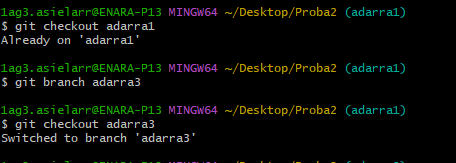 1ag3.asielarr@ENARA-P13 MINGW64 ~/Desktop/Proba2 (adarra1)
$ git checkout adarra1
Already on 'adarra1'
1ag3.asielarr@ENARA-P13 MINGW64 ~/Desktop/Proba2 (adarra1)
$ git branch adarra3
1ag3.asielarr@ENARA-P13 MINGW64 ~/Desktop/Proba2 (adarra1)
$ git checkout adarra3
Switched to branch 'adarra3'